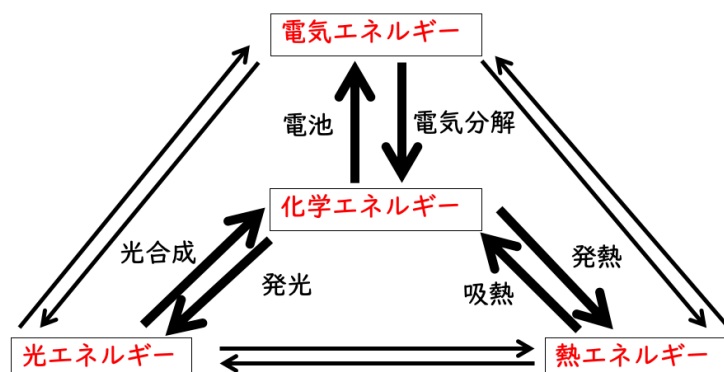 電気エネルギー
電池
電気分解
化学エネルギー
光合成
発光
吸熱
発熱
光エネルギー
熱エネルギー